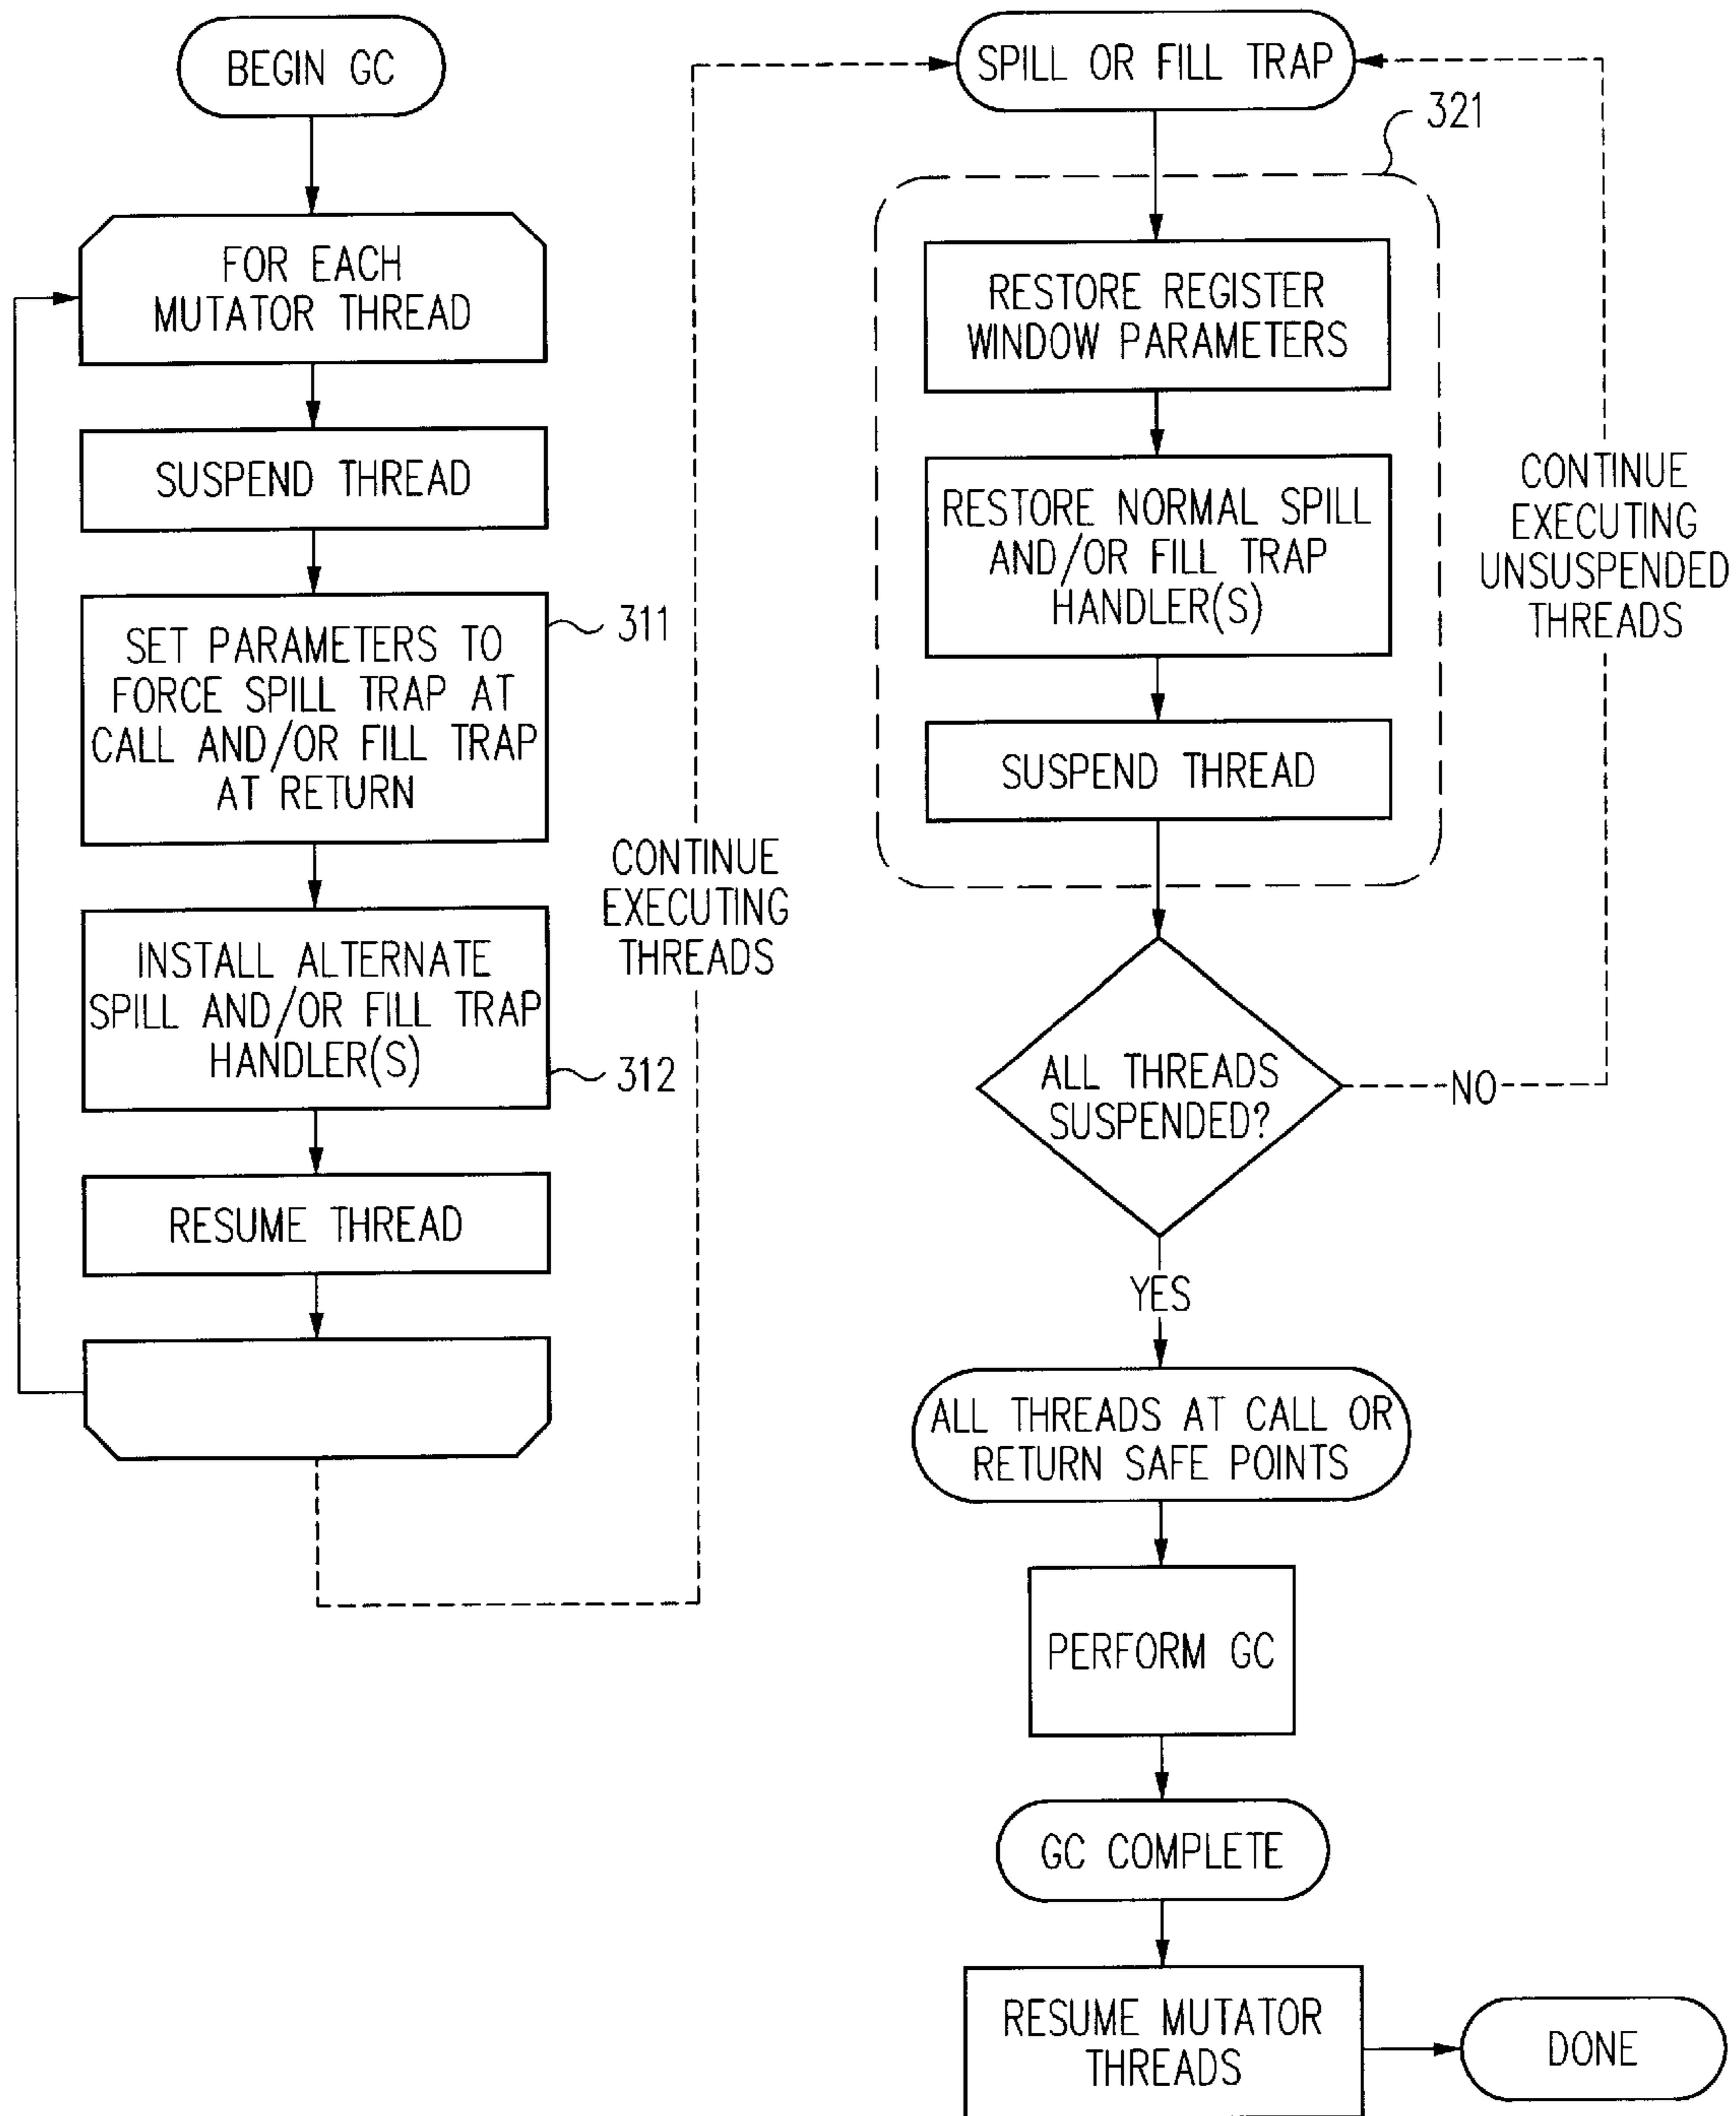 BEGIN GC
FOR EACH
MUTATOR THREAD
SUSPEND THREAD
SET PARAMETERS TO
FORCE SPILL TRAP AT
CALL AND/OR FILL TRAP
AT RETURN
311
INSTALL ALTERNATE
SPILL AND/OR FILL TRAP
HANDLER(S)
312
RESUME THREAD
CONTINUE
EXECUTING
THREADS
SPILL OR FILL TRAP
321
RESTORE REGISTER
WINDOW PARAMETERS
RESTORE NORMAL SPILL
AND/OR FILL TRAP
HANDLER(S)
SUSPEND THREAD
CONTINUE
EXECUTING
UNSUSPENDED
THREADS
ALL THREADS
SUSPENDED?
NO
YES
ALL THREADS AT CALL OR
RETURN SAFE POINTS
PERFORM GC
GC COMPLETE
RESUME MUTATOR
THREADS
DONE